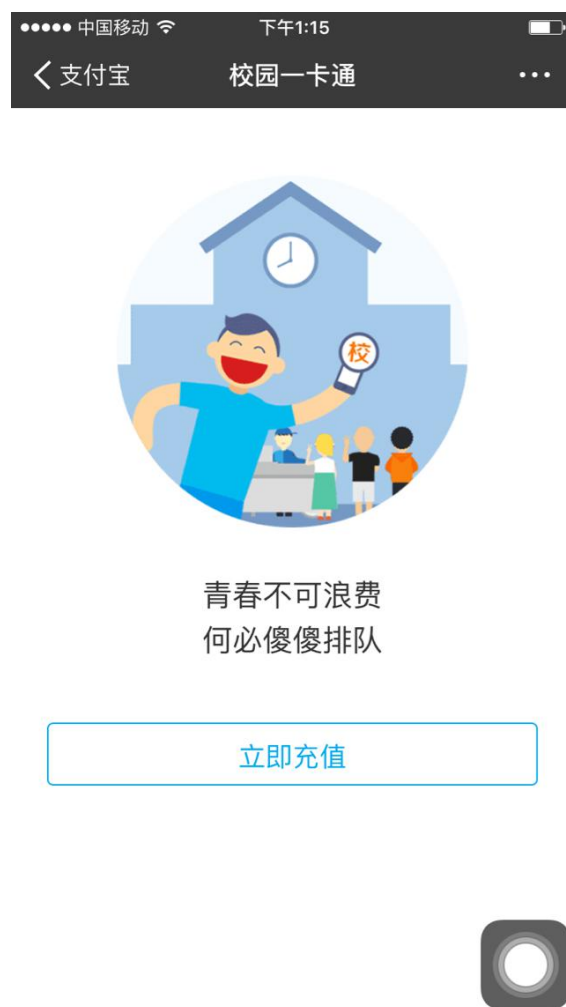 ●●●●● 中国移动 下午1:15
支付宝 校园一卡通 •••
校
青春不可浪费
何必傻傻排队
立即充值